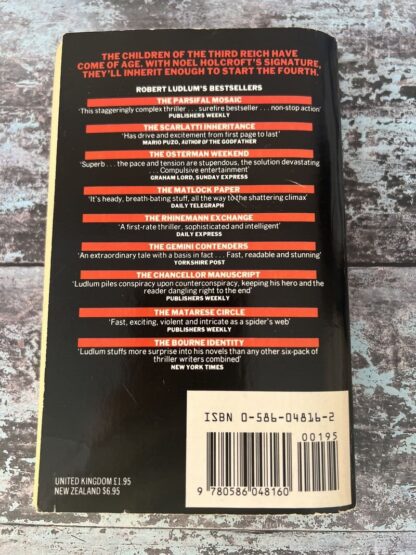 THE CHILDREN OF THE THIRD REICH HAVE
COME OF AGE. WITH NOEL HOLCROFT'S SIGNATURE,
THEY'LL INHERIT ENOUGH TO START THE FOURTH.
ROBERT LUDLUM'S BESTSELLERS
THE PARSIFAL MOSAIC
'This staggeringly complex thriller . . . surefire bestseller . . . non-stop action'
PUBLISHERS WEEKLY
THE SCARLATTI INHERITANCE
'Has drive and excitement from first page to last'
MARIO PUZO, AUTHOR OF THE GODFATHER
THE OSTERMAN WEEKEND
'Superb . . . the pace and tension are stupendous, the solution devastating
. . . Compulsive entertainment'
GRAHAM LORD, SUNDAY EXPRESS
THE MATLOCK PAPER
'It's heady, breath-bating stuff, all the way to the shattering climax'
DAILY TELEGRAPH
THE RHINEMANN EXCHANGE
'A first-rate thriller, sophisticated and intelligent'
DAILY EXPRESS
THE GEMINI CONTENDERS
'An extraordinary tale with a basis in fact . . . Fast, readable and stunning'
YORKSHIRE POST
THE CHANCELLOR MANUSCRIPT
'Ludlum piles conspiracy upon counterconspiracy, keeping his hero and the
reader dangling right to the end'
PUBLISHERS WEEKLY
THE MATARESE CIRCLE
'Fast, exciting, violent and intricate as a spider's web'
PUBLISHERS WEEKLY
THE BOURNE IDENTITY
'Ludlum stuffs more surprise into his novels than any other six-pack of
thriller writers combined'
NEW YORK TIMES
ISBN 0-586-04816-2
00195
9 780586 048160
UNITED KINGDOM £1.95
NEW ZEALAND $6.95